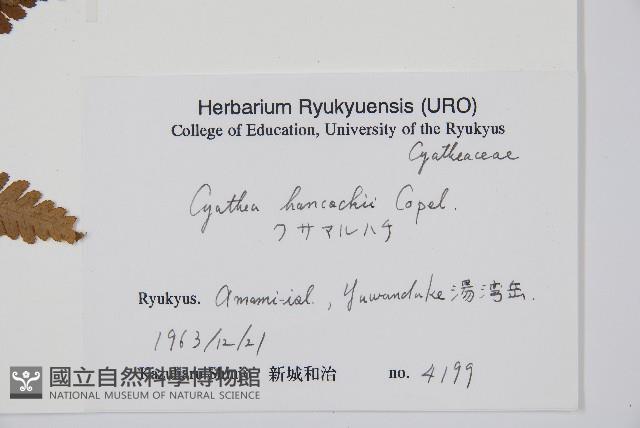 Herbarium Ryukyuensis (URO)
College of Education, University of the Ryukyus
Cyatheaceae
Cyathea hancockii Copel.
フサマルハチ
Ryukyus. Amami-isl., Yuwandake 湯湾岳.
1963/12/21
新城和治 no. 4199
國立自然科學博物館
NATIONAL MUSEUM OF NATURAL SCIENCE